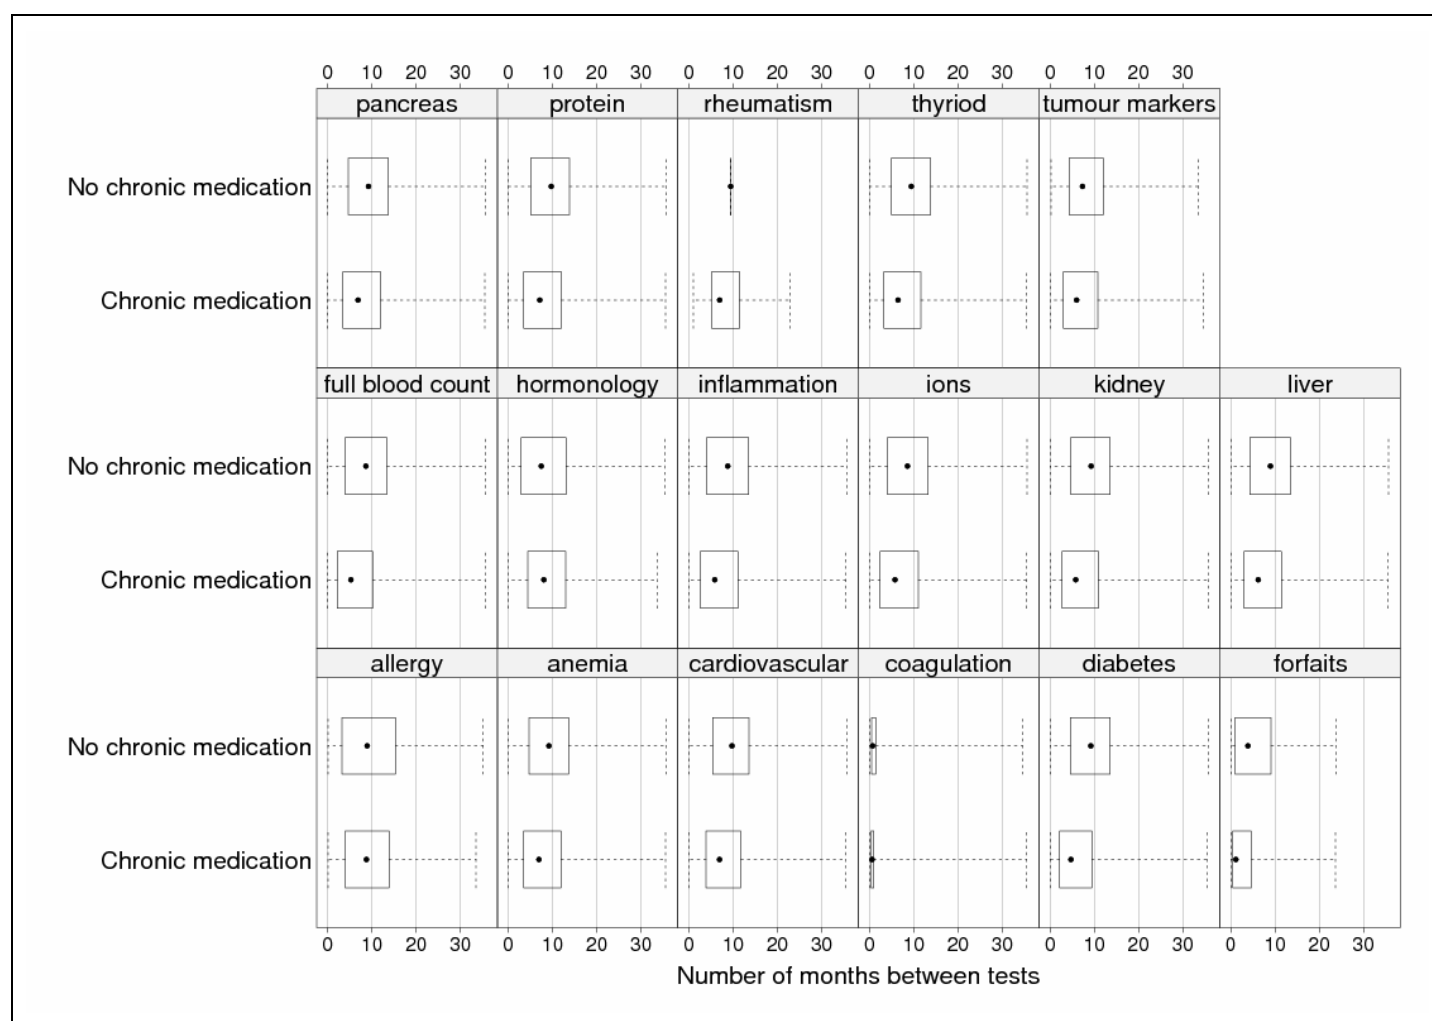 0 10 20 30 0 10 20 30 0 10 20 30 0 10 20 30 0 10 20 30
pancreas protein rheumatism thyriod tumour markers
No chronic medication
Chronic medication
full blood count hormonology inflammation ions kidney liver
No chronic medication
Chronic medication
allergy anemia cardiovascular coagulation diabetes forfaits
No chronic medication
Chronic medication
0 10 20 30 0 10 20 30 0 10 20 30 0 10 20 30 0 10 20 30 0 10 20 30
Number of months between tests